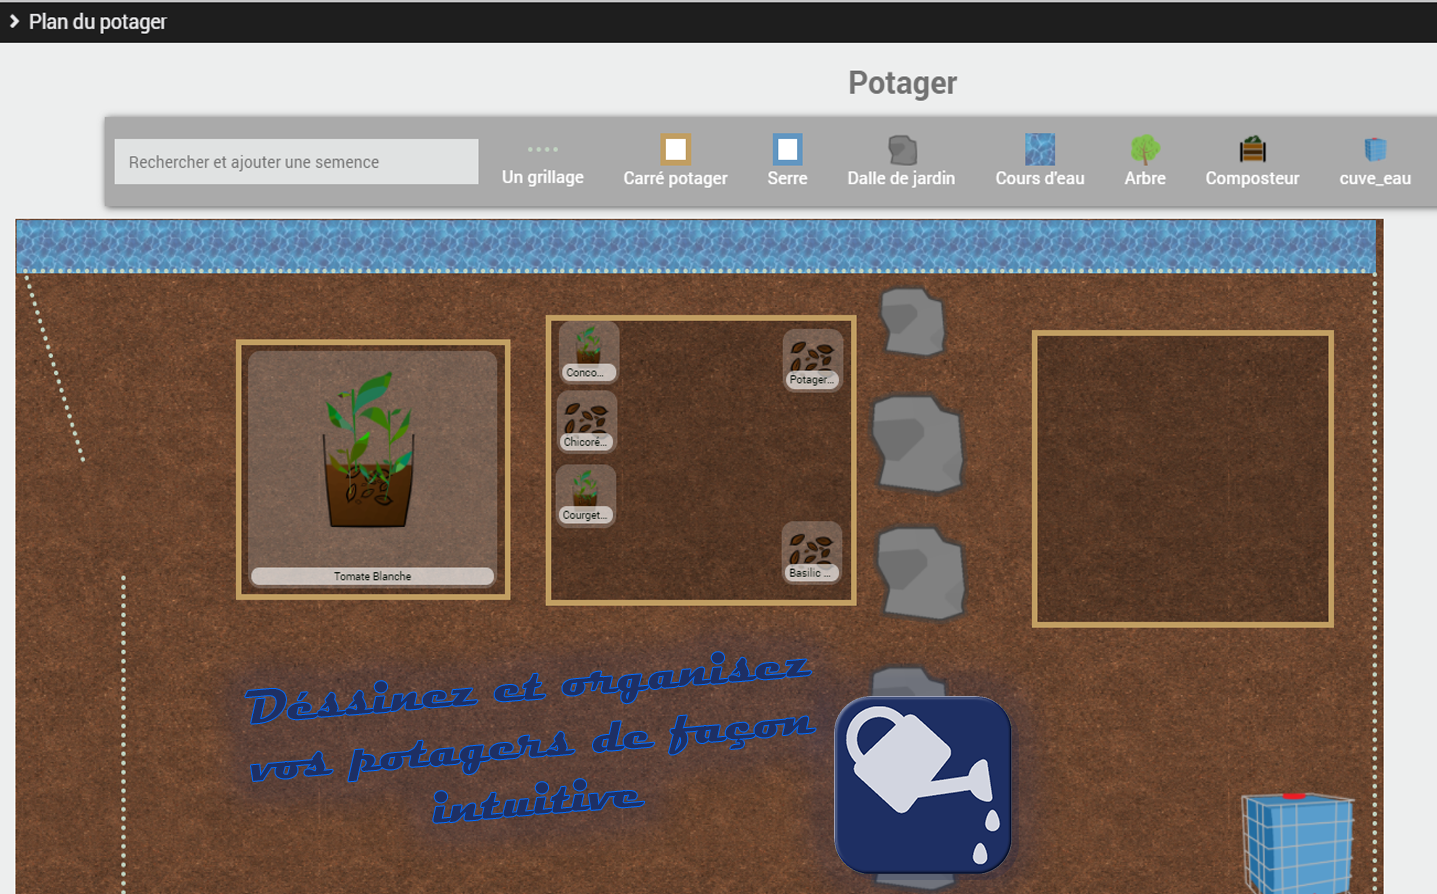 Plan du potager
Potager
Rechercher et ajouter une semence
Un grillage
Carré potager
Serre
Dalle de jardin
Cours d'eau
Arbre
Composteur
cuve_eau
Conco...
Potager...
Chicoré...
Courget...
Basilic ...
Tomate Blanche
Déssinez et organisez
vos potagers de façon
intuitive